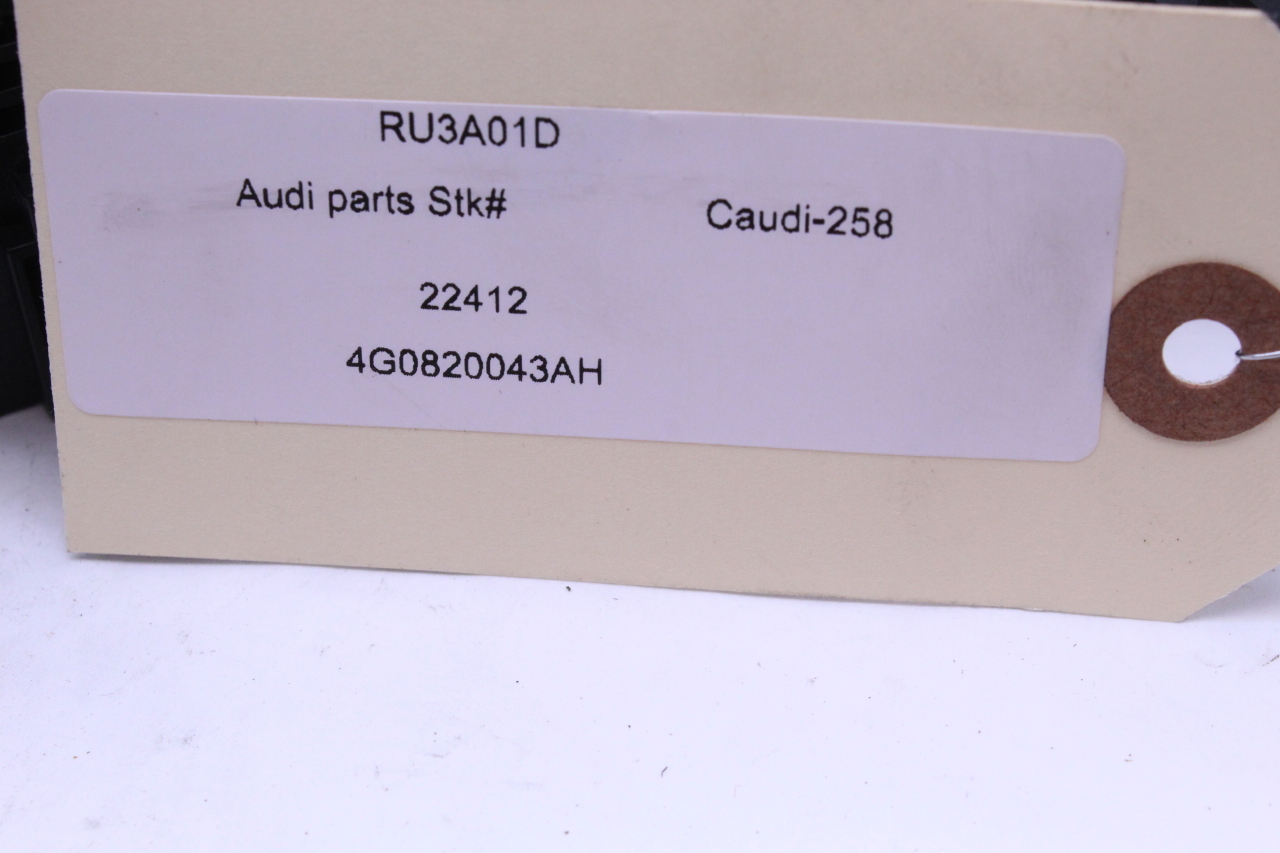 RU3A01D
Audi parts Stk# Caudi-258
22412
4G0820043AH